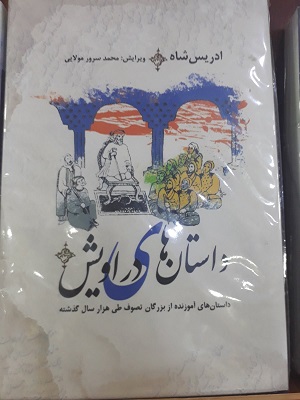 ادریس شاه ویرایش: محمد سرور مولایی
داستان‌های دراویش
داستان‌های آموزنده از بزرگان تصوف طی هزار سال گذشته